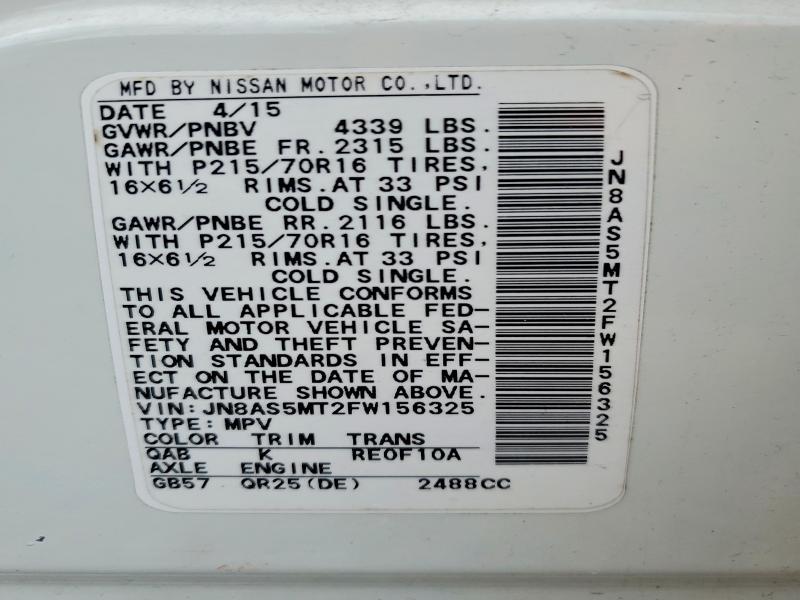 MFD BY NISSAN MOTOR CO.,LTD.
DATE 4/15
GVWR/PNBV 4339 LBS.
GAWR/PNBE FR. 2315 LBS.
WITH P215/70R16 TIRES,
16×6½ RIMS.AT 33 PSI
COLD SINGLE.
GAWR/PNBE RR. 2116 LBS.
WITH P215/70R16 TIRES,
16×6½ RIMS.AT 33 PSI
COLD SINGLE.
THIS VEHICLE CONFORMS
TO ALL APPLICABLE FED-
ERAL MOTOR VEHICLE SA-
FETY AND THEFT PREVEN-
TION STANDARDS IN EFF-
ECT ON THE DATE OF MA-
NUFACTURE SHOWN ABOVE.
VIN:JN8AS5MT2FW156325
TYPE:MPV
COLOR TRIM TRANS
QAB K RE0F10A
AXLE ENGINE
GB57 QR25(DE) 2488CC
JN8AS5MT2FW156325